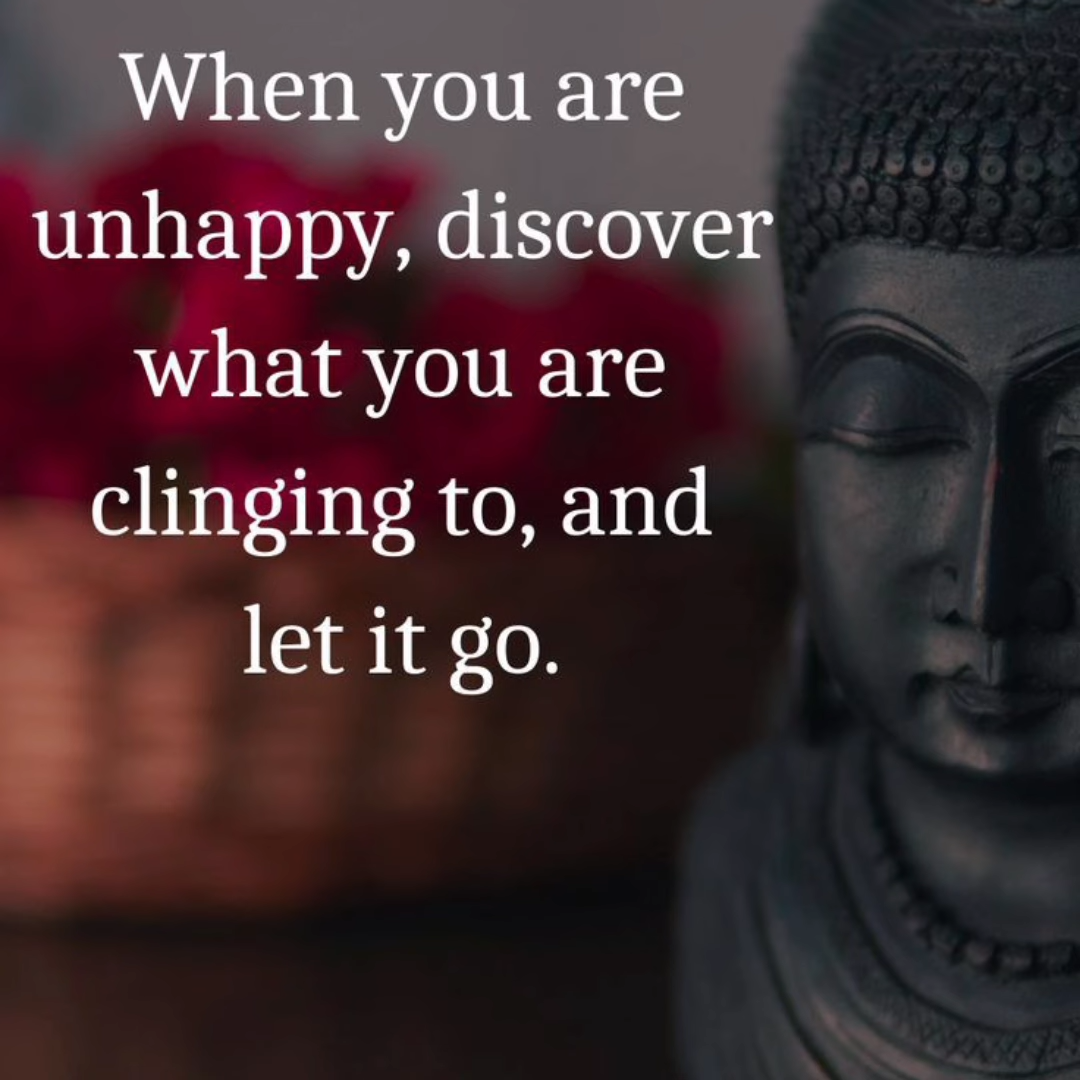 When you are
unhappy, discover
what you are
clinging to, and
let it go.